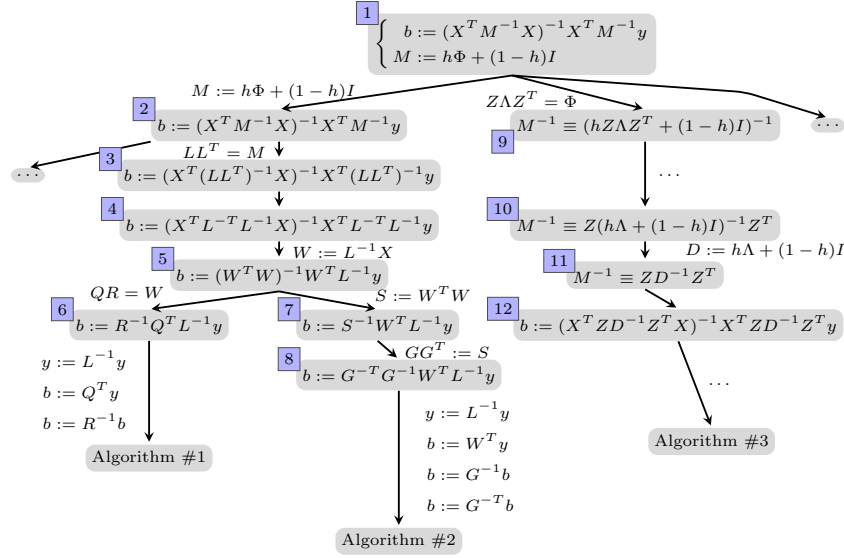 1
b := (X^T M^{-1} X)^{-1} X^T M^{-1} y
M := hΦ + (1 − h)I
M := hΦ + (1 − h)I
ZΛZ^T = Φ
2
b := (X^T M^{-1} X)^{-1} X^T M^{-1} y
9
M^{-1} ≡ (hZΛZ^T + (1 − h)I)^{-1}
...
...
LL^T = M
3
b := (X^T (LL^T)^{-1} X)^{-1} X^T (LL^T)^{-1} y
...
4
b := (X^T L^{-T} L^{-1} X)^{-1} X^T L^{-T} L^{-1} y
10
M^{-1} ≡ Z(hΛ + (1 − h)I)^{-1} Z^T
W := L^{-1} X
D := hΛ + (1 − h)I
5
b := (W^T W)^{-1} W^T L^{-1} y
11
M^{-1} ≡ ZD^{-1} Z^T
QR = W
S := W^T W
6
b := R^{-1} Q^T L^{-1} y
7
b := S^{-1} W^T L^{-1} y
12
b := (X^T ZD^{-1} Z^T X)^{-1} X^T ZD^{-1} Z^T y
GG^T := S
8
b := G^{-T} G^{-1} W^T L^{-1} y
...
y := L^{-1} y
b := Q^T y
b := R^{-1} b
Algorithm #1
y := L^{-1} y
b := W^T y
b := G^{-1} b
b := G^{-T} b
Algorithm #2
Algorithm #3